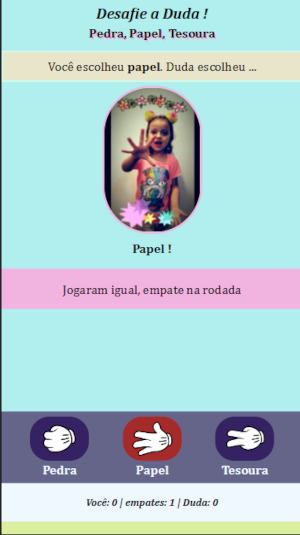 Desafie a Duda !
Pedra, Papel, Tesoura
Você escolheu papel. Duda escolheu ...
Papel !
Jogaram igual, empate na rodada
Pedra Papel Tesoura
Você: 0 | empates: 1 | Duda: 0